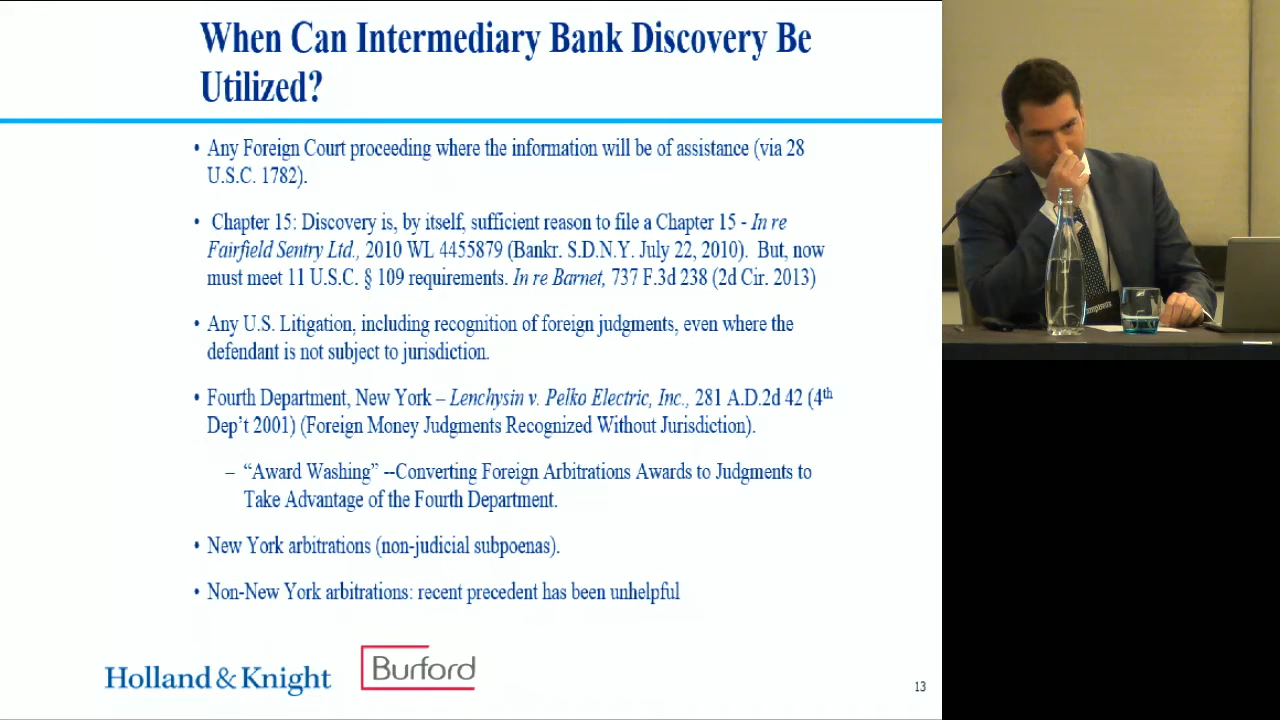 When Can Intermediary Bank Discovery Be
Utilized?
• Any Foreign Court proceeding where the information will be of assistance (via 28
U.S.C. 1782).
• Chapter 15: Discovery is, by itself, sufficient reason to file a Chapter 15 - In re
Fairfield Sentry Ltd., 2010 WL 4455879 (Bankr. S.D.N.Y. July 22, 2010). But, now
must meet 11 U.S.C. § 109 requirements. In re Barnet, 737 F.3d 238 (2d Cir. 2013)
• Any U.S. Litigation, including recognition of foreign judgments, even where the
defendant is not subject to jurisdiction.
• Fourth Department, New York – Lenchysin v. Pelko Electric, Inc., 281 A.D.2d 42 (4th
Dep’t 2001) (Foreign Money Judgments Recognized Without Jurisdiction).
– “Award Washing” --Converting Foreign Arbitrations Awards to Judgments to
Take Advantage of the Fourth Department.
• New York arbitrations (non-judicial subpoenas).
• Non-New York arbitrations: recent precedent has been unhelpful
Holland & Knight
Burford
13